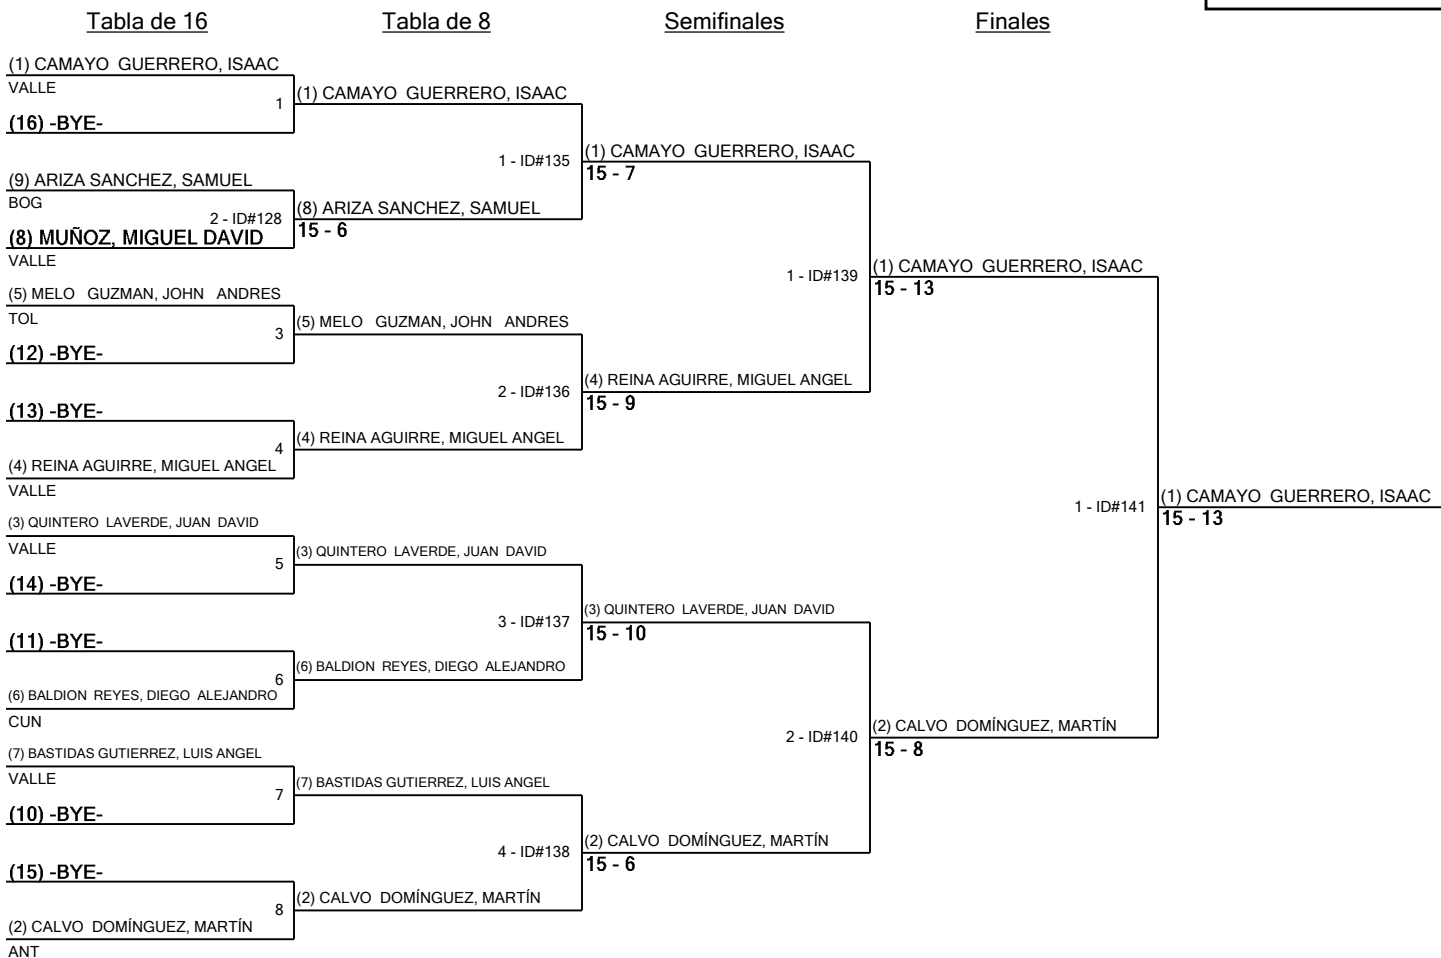 Tabla de 16
Tabla de 8
Semifinales
Finales
(1) CAMAYO GUERRERO, ISAAC
VALLE
1
(16) -BYE-
(9) ARIZA SANCHEZ, SAMUEL
BOG
2 - ID#128
(8) MUÑOZ, MIGUEL DAVID
VALLE
(5) MELO GUZMAN, JOHN ANDRES
TOL
3
(12) -BYE-
(13) -BYE-
4
(4) REINA AGUIRRE, MIGUEL ANGEL
VALLE
(3) QUINTERO LAVERDE, JUAN DAVID
VALLE
5
(14) -BYE-
(11) -BYE-
6
(6) BALDION REYES, DIEGO ALEJANDRO
CUN
(7) BASTIDAS GUTIERREZ, LUIS ANGEL
VALLE
7
(10) -BYE-
(15) -BYE-
8
(2) CALVO DOMÍNGUEZ, MARTÍN
ANT
(1) CAMAYO GUERRERO, ISAAC
1 - ID#135
(8) ARIZA SANCHEZ, SAMUEL
15 - 6
(5) MELO GUZMAN, JOHN ANDRES
2 - ID#136
(4) REINA AGUIRRE, MIGUEL ANGEL
(3) QUINTERO LAVERDE, JUAN DAVID
3 - ID#137
(6) BALDION REYES, DIEGO ALEJANDRO
(7) BASTIDAS GUTIERREZ, LUIS ANGEL
4 - ID#138
(2) CALVO DOMÍNGUEZ, MARTÍN
(1) CAMAYO GUERRERO, ISAAC
15 - 7
1 - ID#139
(4) REINA AGUIRRE, MIGUEL ANGEL
15 - 9
(3) QUINTERO LAVERDE, JUAN DAVID
15 - 10
2 - ID#140
(2) CALVO DOMÍNGUEZ, MARTÍN
15 - 6
(1) CAMAYO GUERRERO, ISAAC
15 - 13
1 - ID#141
(2) CALVO DOMÍNGUEZ, MARTÍN
15 - 8
(1) CAMAYO GUERRERO, ISAAC
15 - 13